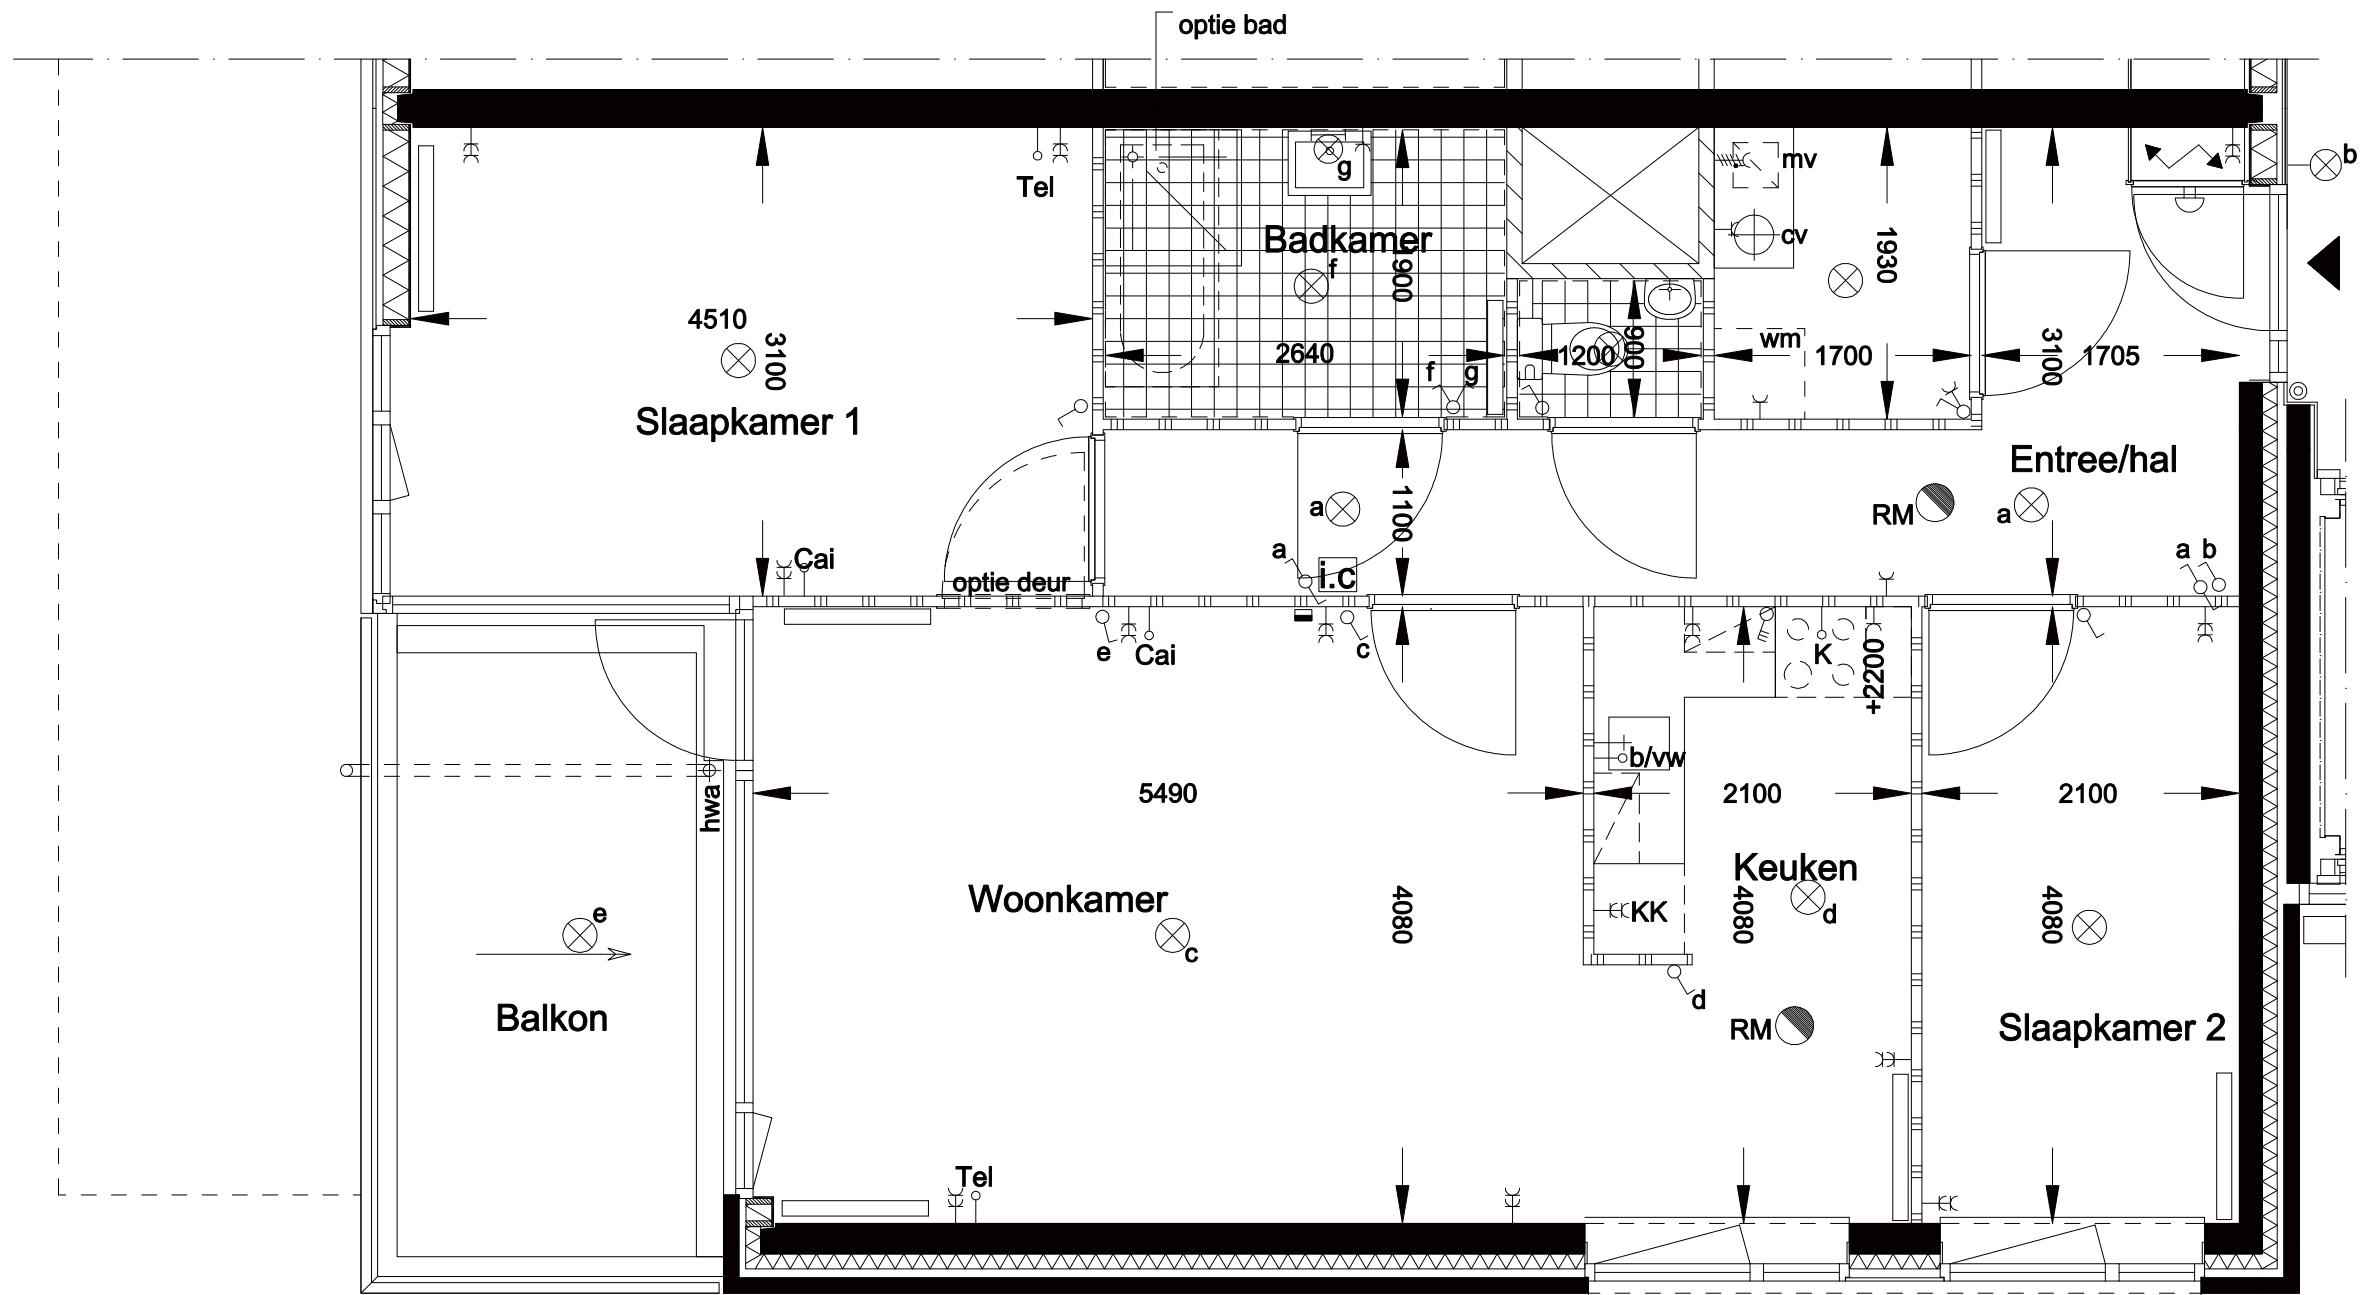 optie bad
b
Tel
g
mv
Badkamer
cv
f
1900
1930
4510
3100
2640
1200
900
wm
1700
3100
1705
f
g
Slaapkamer 1
Entree/hal
a
1100
RM
a
a
i.c
a
b
Cai
optie deur
e
Cai
c
K
+2200
b/vw
hwa
5490
2100
2100
Keuken
Woonkamer
4080
KK
4080
d
4080
e
c
Balkon
d
RM
Slaapkamer 2
Tel